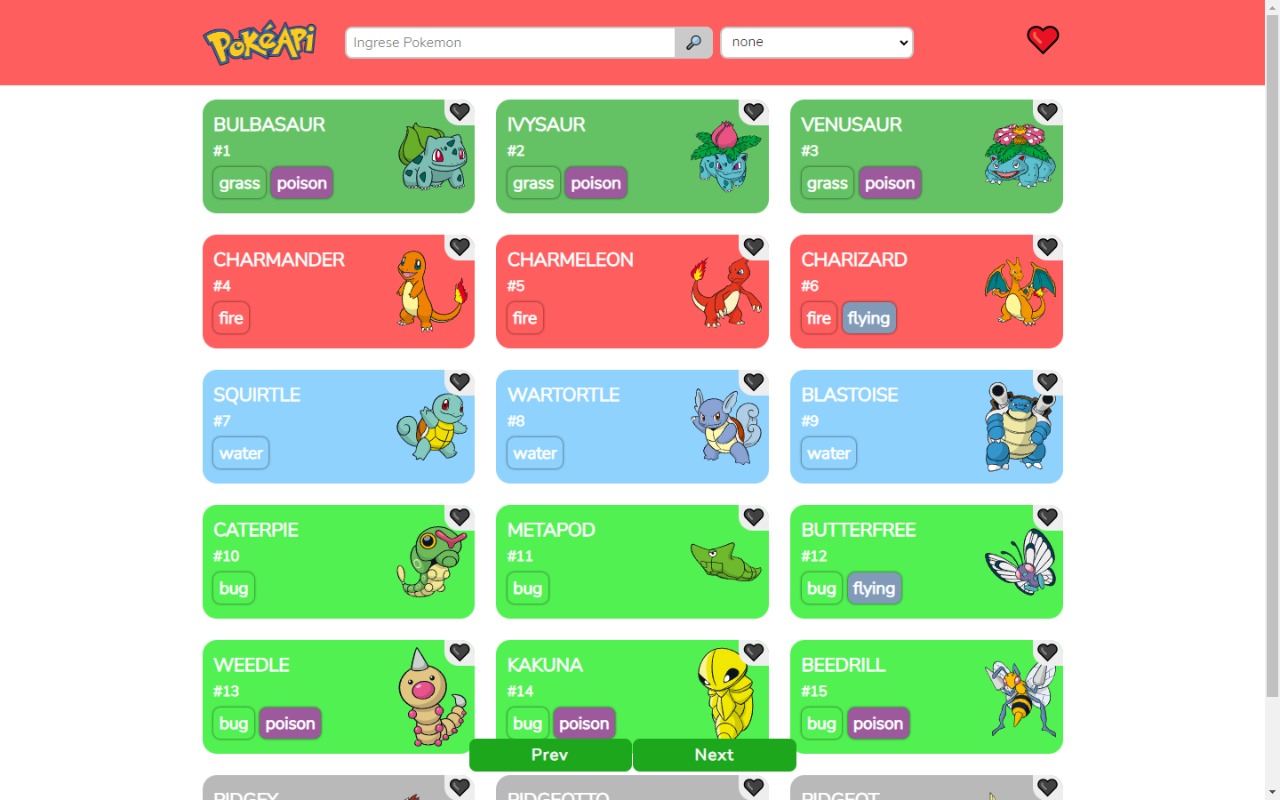 PokéApi
Ingrese Pokemon
none
BULBASAUR
#1
grass poison
IVYSAUR
#2
grass poison
VENUSAUR
#3
grass poison
CHARMANDER
#4
fire
CHARMELEON
#5
fire
CHARIZARD
#6
fire flying
SQUIRTLE
#7
water
WARTORTLE
#8
water
BLASTOISE
#9
water
CATERPIE
#10
bug
METAPOD
#11
bug
BUTTERFREE
#12
bug flying
WEEDLE
#13
bug poison
KAKUNA
#14
bug poison
BEEDRILL
#15
bug poison
Prev
Next
PIDGEY
PIDGEOTTO
PIDGEOT